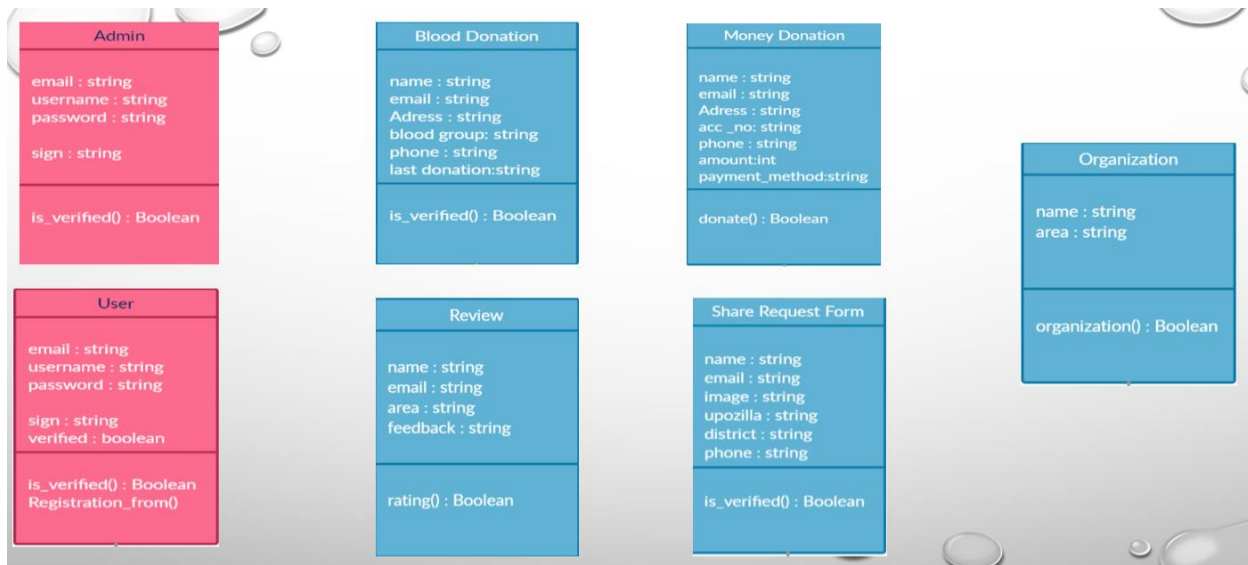 Admin
email : string
username : string
password : string
sign : string
is_verified() : Boolean
Blood Donation
name : string
email : string
Adress : string
blood group: string
phone : string
last donation:string
is_verified() : Boolean
Money Donation
name : string
email : string
Adress : string
acc _no: string
phone : string
amount:int
payment_method:string
donate() : Boolean
Organization
name : string
area : string
organization() : Boolean
User
email : string
username : string
password : string
sign : string
verified : boolean
is_verified() : Boolean
Registration_from()
Review
name : string
email : string
area : string
feedback : string
rating() : Boolean
Share Request Form
name : string
email : string
image : string
upozilla : string
district : string
phone : string
is_verified() : Boolean